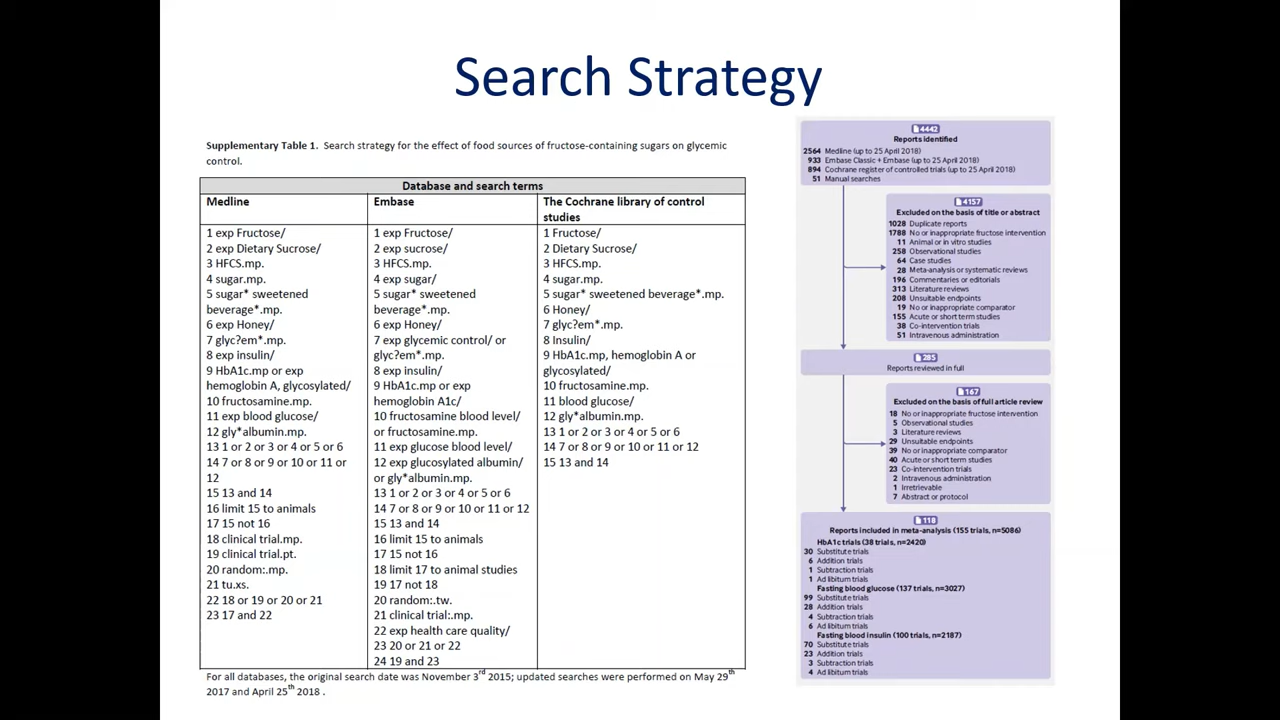 Search Strategy
Supplementary Table 1. Search strategy for the effect of food sources of fructose-containing sugars on glycemic
control.
Database and search terms
Medline
1 exp Fructose/
2 exp Dietary Sucrose/
3 HFCS.mp.
4 sugar.mp.
5 sugar* sweetened
beverage*.mp.
6 exp Honey/
7 glyc?em*.mp.
8 exp insulin/
9 HbA1c.mp or exp
hemoglobin A, glycosylated/
10 fructosamine.mp.
11 exp blood glucose/
12 gly*albumin.mp.
13 1 or 2 or 3 or 4 or 5 or 6
14 7 or 8 or 9 or 10 or 11 or
12
15 13 and 14
16 limit 15 to animals
17 15 not 16
18 clinical trial.mp.
19 clinical trial.pt.
20 random:.mp.
21 tu.xs.
22 18 or 19 or 20 or 21
23 17 and 22
Embase
1 exp Fructose/
2 exp sucrose/
3 HFCS.mp.
4 exp sugar/
5 sugar* sweetened
beverage*.mp.
6 exp Honey/
7 exp glycemic control/ or
glyc?em*.mp.
8 exp insulin/
9 HbA1c.mp or exp
hemoglobin A1c/
10 fructosamine blood level/
or fructosamine.mp.
11 exp glucose blood level/
12 exp glucosylated albumin/
or gly*albumin.mp.
13 1 or 2 or 3 or 4 or 5 or 6
14 7 or 8 or 9 or 10 or 11 or 12
15 13 and 14
16 limit 15 to animals
17 15 not 16
18 limit 17 to animal studies
19 17 not 18
20 random:.tw.
21 clinical trial:.mp.
22 exp health care quality/
23 20 or 21 or 22
24 19 and 23
The Cochrane library of control
studies
1 Fructose/
2 Dietary Sucrose/
3 HFCS.mp.
4 sugar.mp.
5 sugar* sweetened beverage*.mp.
6 Honey/
7 glyc?em*.mp.
8 Insulin/
9 HbA1c.mp, hemoglobin A or
glycosylated/
10 fructosamine.mp.
11 blood glucose/
12 gly*albumin.mp.
13 1 or 2 or 3 or 4 or 5 or 6
14 7 or 8 or 9 or 10 or 11 or 12
15 13 and 14
For all databases, the original search date was November 3rd 2015; updated searches were performed on May 29th
2017 and April 25th 2018 .
4442
Reports identified
2564 Medline (up to 25 April 2018)
933 Embase Classic + Embase (up to 25 April 2018)
894 Cochrane register of controlled trials (up to 25 April 2018)
51 Manual searches
4157
Excluded on the basis of title or abstract
1028 Duplicate reports
1788 No or inappropriate fructose intervention
11 Animal or in vitro studies
258 Observational studies
64 Case studies
28 Meta-analysis or systematic reviews
196 Commentaries or editorials
313 Literature reviews
208 Unsuitable endpoints
19 No or inappropriate comparator
155 Acute or short term studies
38 Co-intervention trials
51 Intravenous administration
285
Reports reviewed in full
167
Excluded on the basis of full article review
18 No or inappropriate fructose intervention
5 Observational studies
3 Literature reviews
29 Unsuitable endpoints
39 No or inappropriate comparator
40 Acute or short term studies
23 Co-intervention trials
2 Intravenous administration
1 Irretrievable
7 Abstract or protocol
118
Reports included in meta-analysis (155 trials, n=5086)
HbA1c trials (38 trials, n=2420)
30 Substitute trials
6 Addition trials
1 Subtraction trials
1 Ad libitum trials
Fasting blood glucose (137 trials, n=3027)
99 Substitute trials
28 Addition trials
4 Subtraction trials
6 Ad libitum trials
Fasting blood insulin (100 trials, n=2187)
70 Substitute trials
23 Addition trials
3 Subtraction trials
4 Ad libitum trials